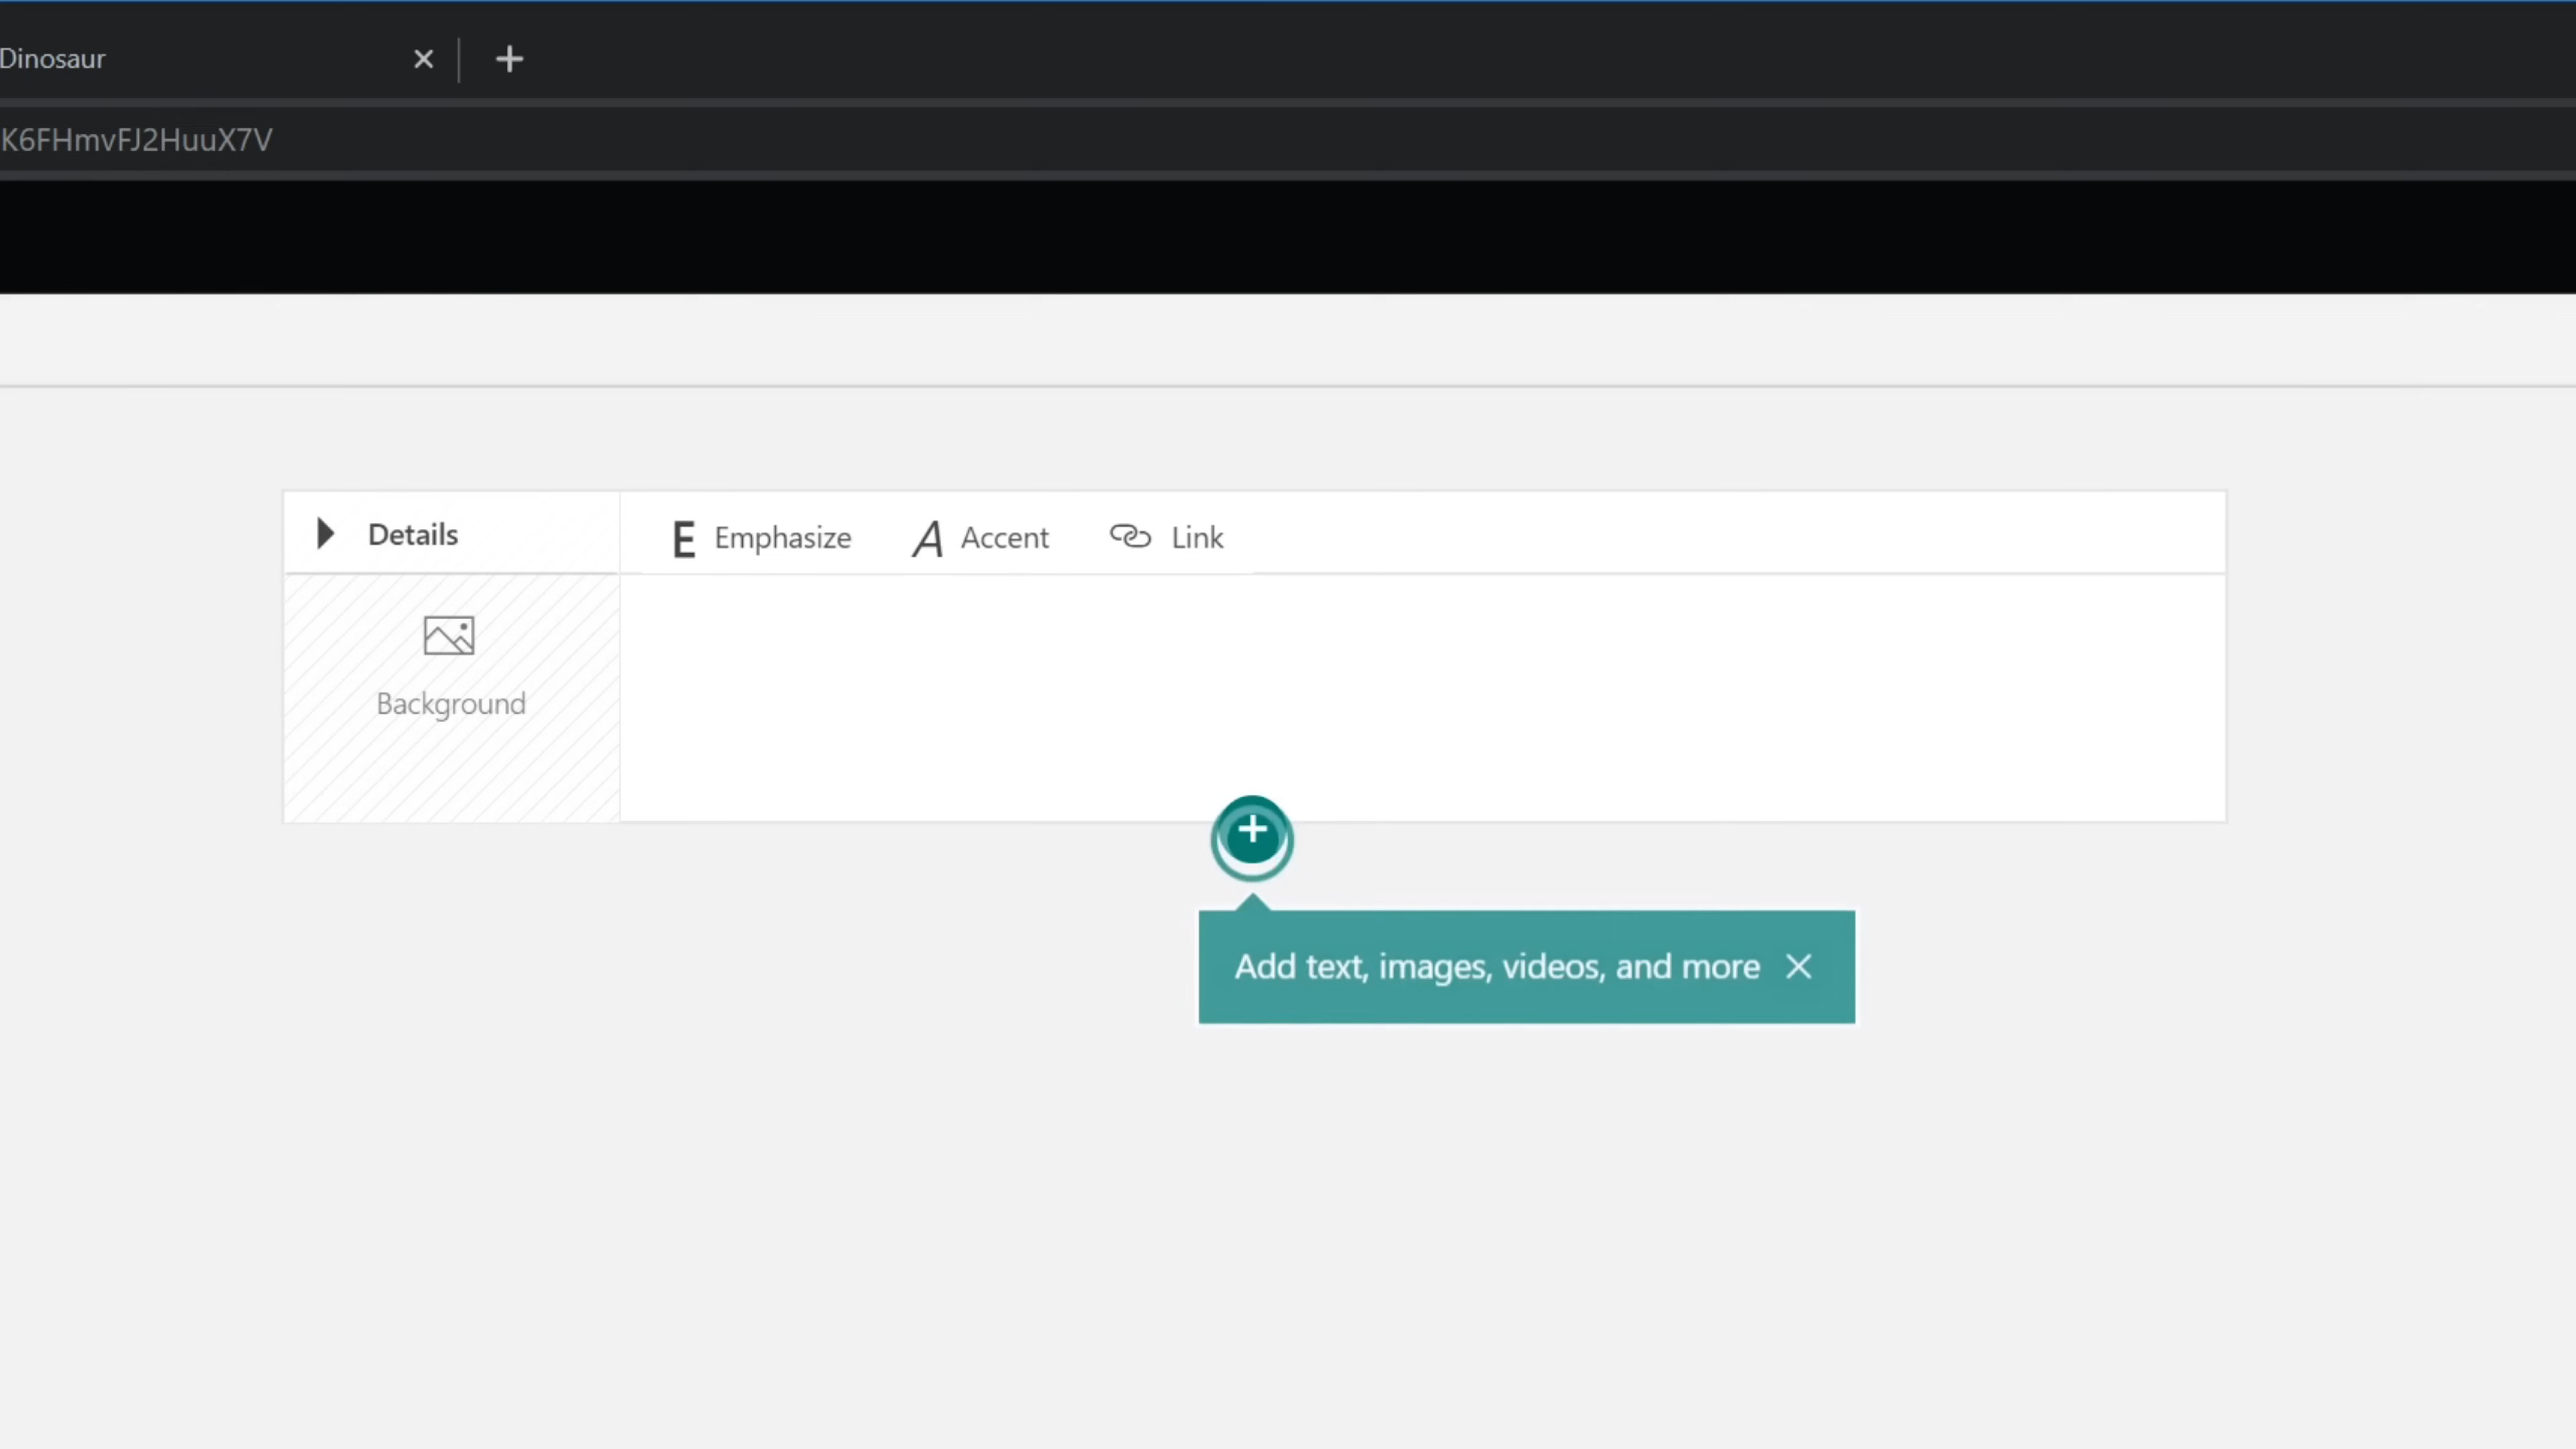 Dinosaur
K6FHmvFJ2HuuX7V
Details
E Emphasize
A Accent
Link
Background
Add text, images, videos, and more